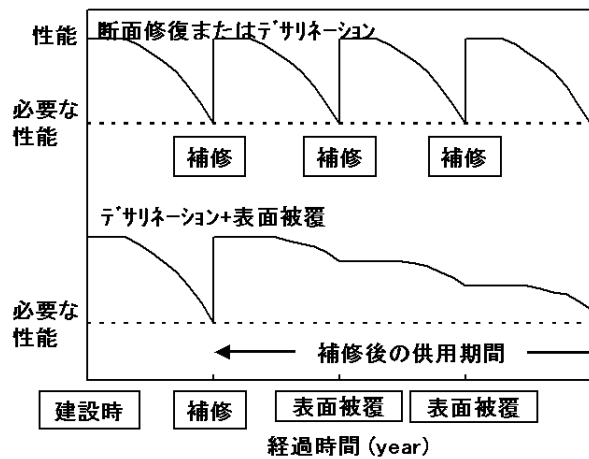 性能
断面修復またはﾃﾞｻﾘﾈｰｼｮﾝ
必要な
性能
補修
補修
補修
ﾃﾞｻﾘﾈｰｼｮﾝ+表面被覆
必要な
性能
補修後の供用期間
建設時
補修
表面被覆
表面被覆
経過時間 (year)